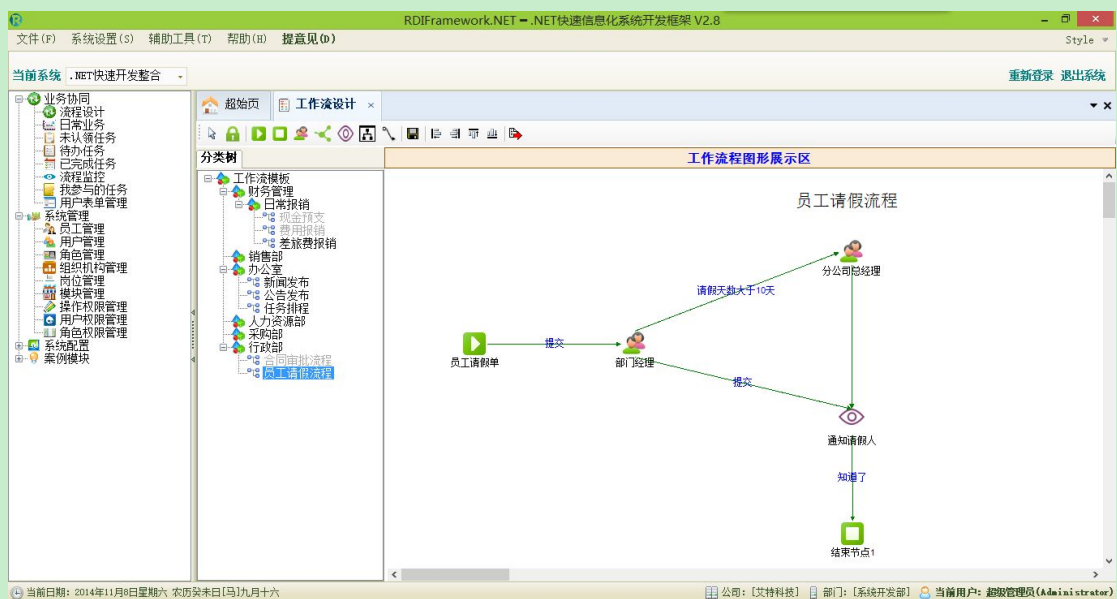 RDIFramework.NET - .NET快速信息化系统开发框架 V2.8
文件(F) 系统设置(S) 辅助工具(T) 帮助(H) 提意见(O) Style
当前系统 .NET快速开发整合 重新登录 退出系统
业务协同
流程设计
日常业务
未认领任务
待办任务
已完成任务
流程监控
我参与的任务
用户表单管理
系统管理
员工管理
用户管理
角色管理
组织机构管理
岗位管理
模块管理
操作权限管理
用户权限管理
角色权限管理
系统配置
案例模块
超始页 工作流设计 ×
分类树
工作流模板
财务管理
日常报销
现金预支
费用报销
差旅费报销
销售部
办公室
新闻发布
公告发布
任务排程
人力资源部
采购部
行政部
合同审批流程
员工请假流程
工作流程图形展示区
员工请假流程
分公司总经理
请假天数大于10天
提交
员工请假单
部门经理
提交
通知请假人
知道了
结束节点1
当前日期: 2014年11月8日星期六 农历癸未日[马]九月十六 公司: [艾特科技] 部门: [系统开发部] 当前用户: 超级管理员(Administrator)